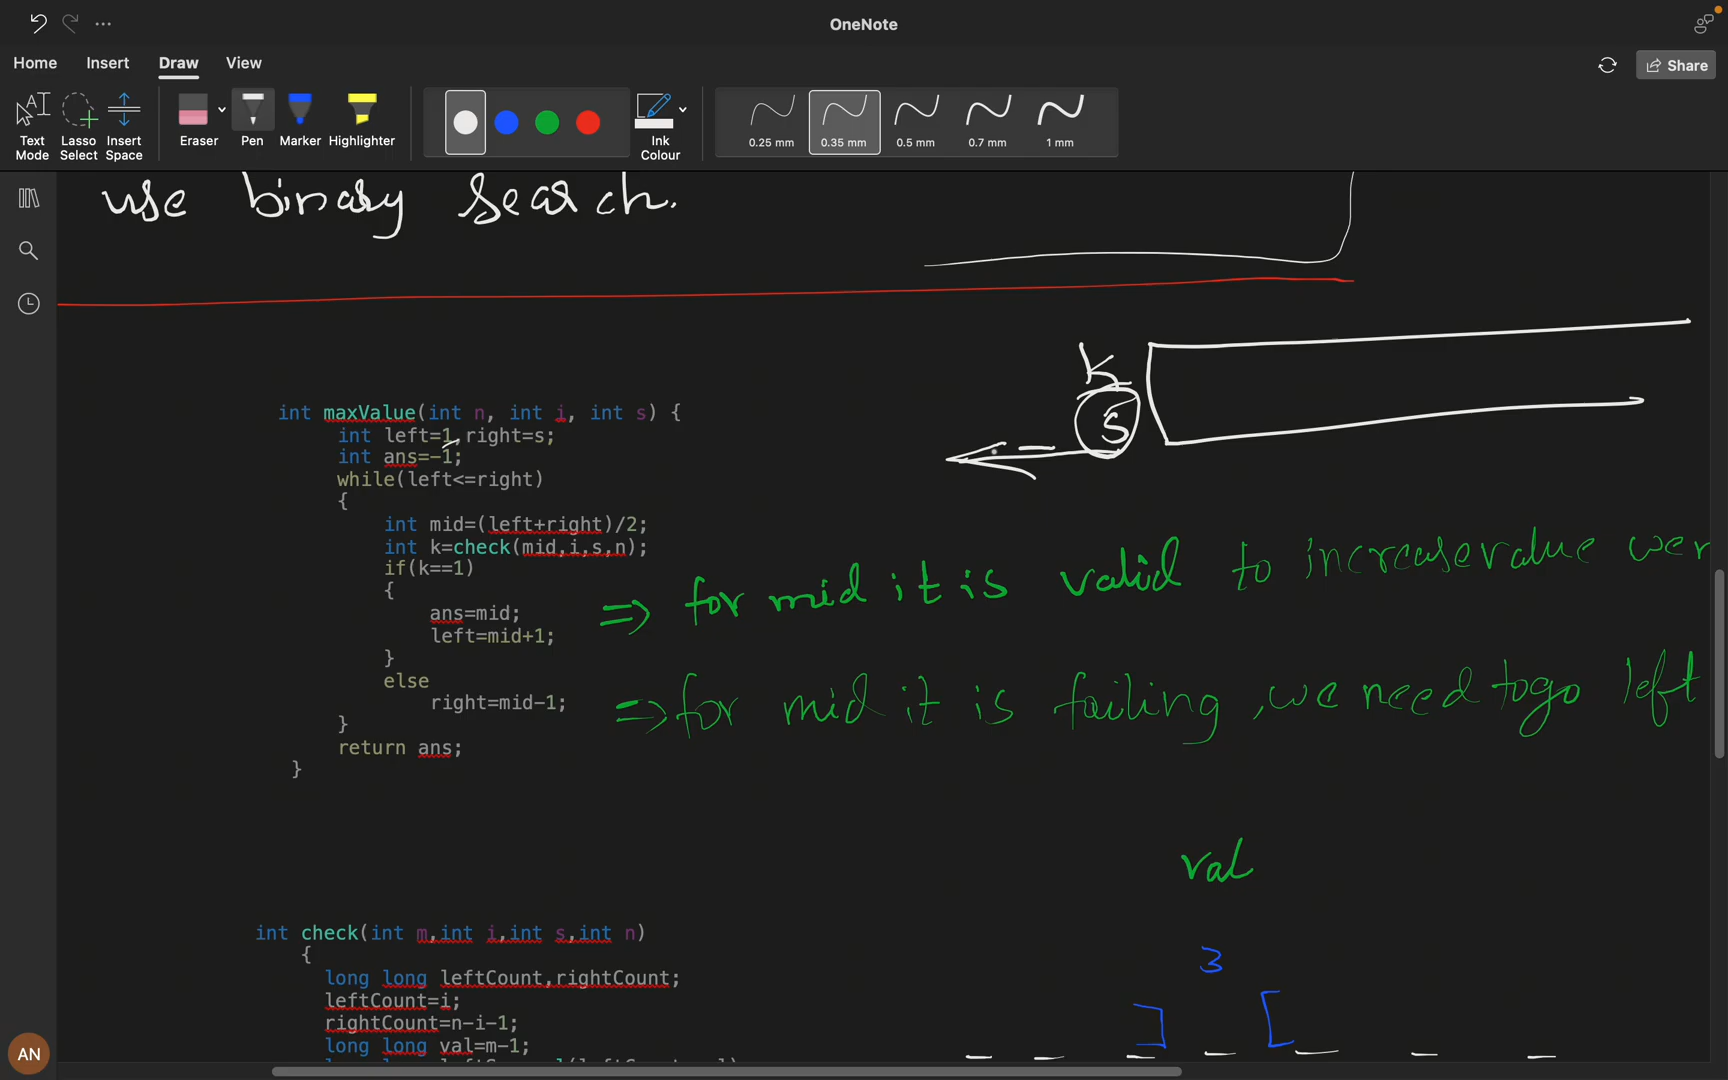 OneNote
Home Insert Draw View
Share
Text Mode
Lasso Select
Insert Space
Eraser
Pen
Marker
Highlighter
Ink Colour
0.25 mm
0.35 mm
0.5 mm
0.7 mm
1 mm
use binary search.
k
S
int maxValue(int n, int i, int s) {
int left=1,right=s;
int ans=-1;
while(left<=right)
{
int mid=(left+right)/2;
int k=check(mid,i,s,n);
if(k==1)
{
ans=mid;
left=mid+1;
}
else
right=mid-1;
}
return ans;
}
=> for mid it is valid to increase value we r
=> for mid it is failing, we need to go left
val
int check(int m,int i,int s,int n)
{
long long leftCount,rightCount;
leftCount=i;
rightCount=n-i-1;
long long val=m-1;
3
] [
AN